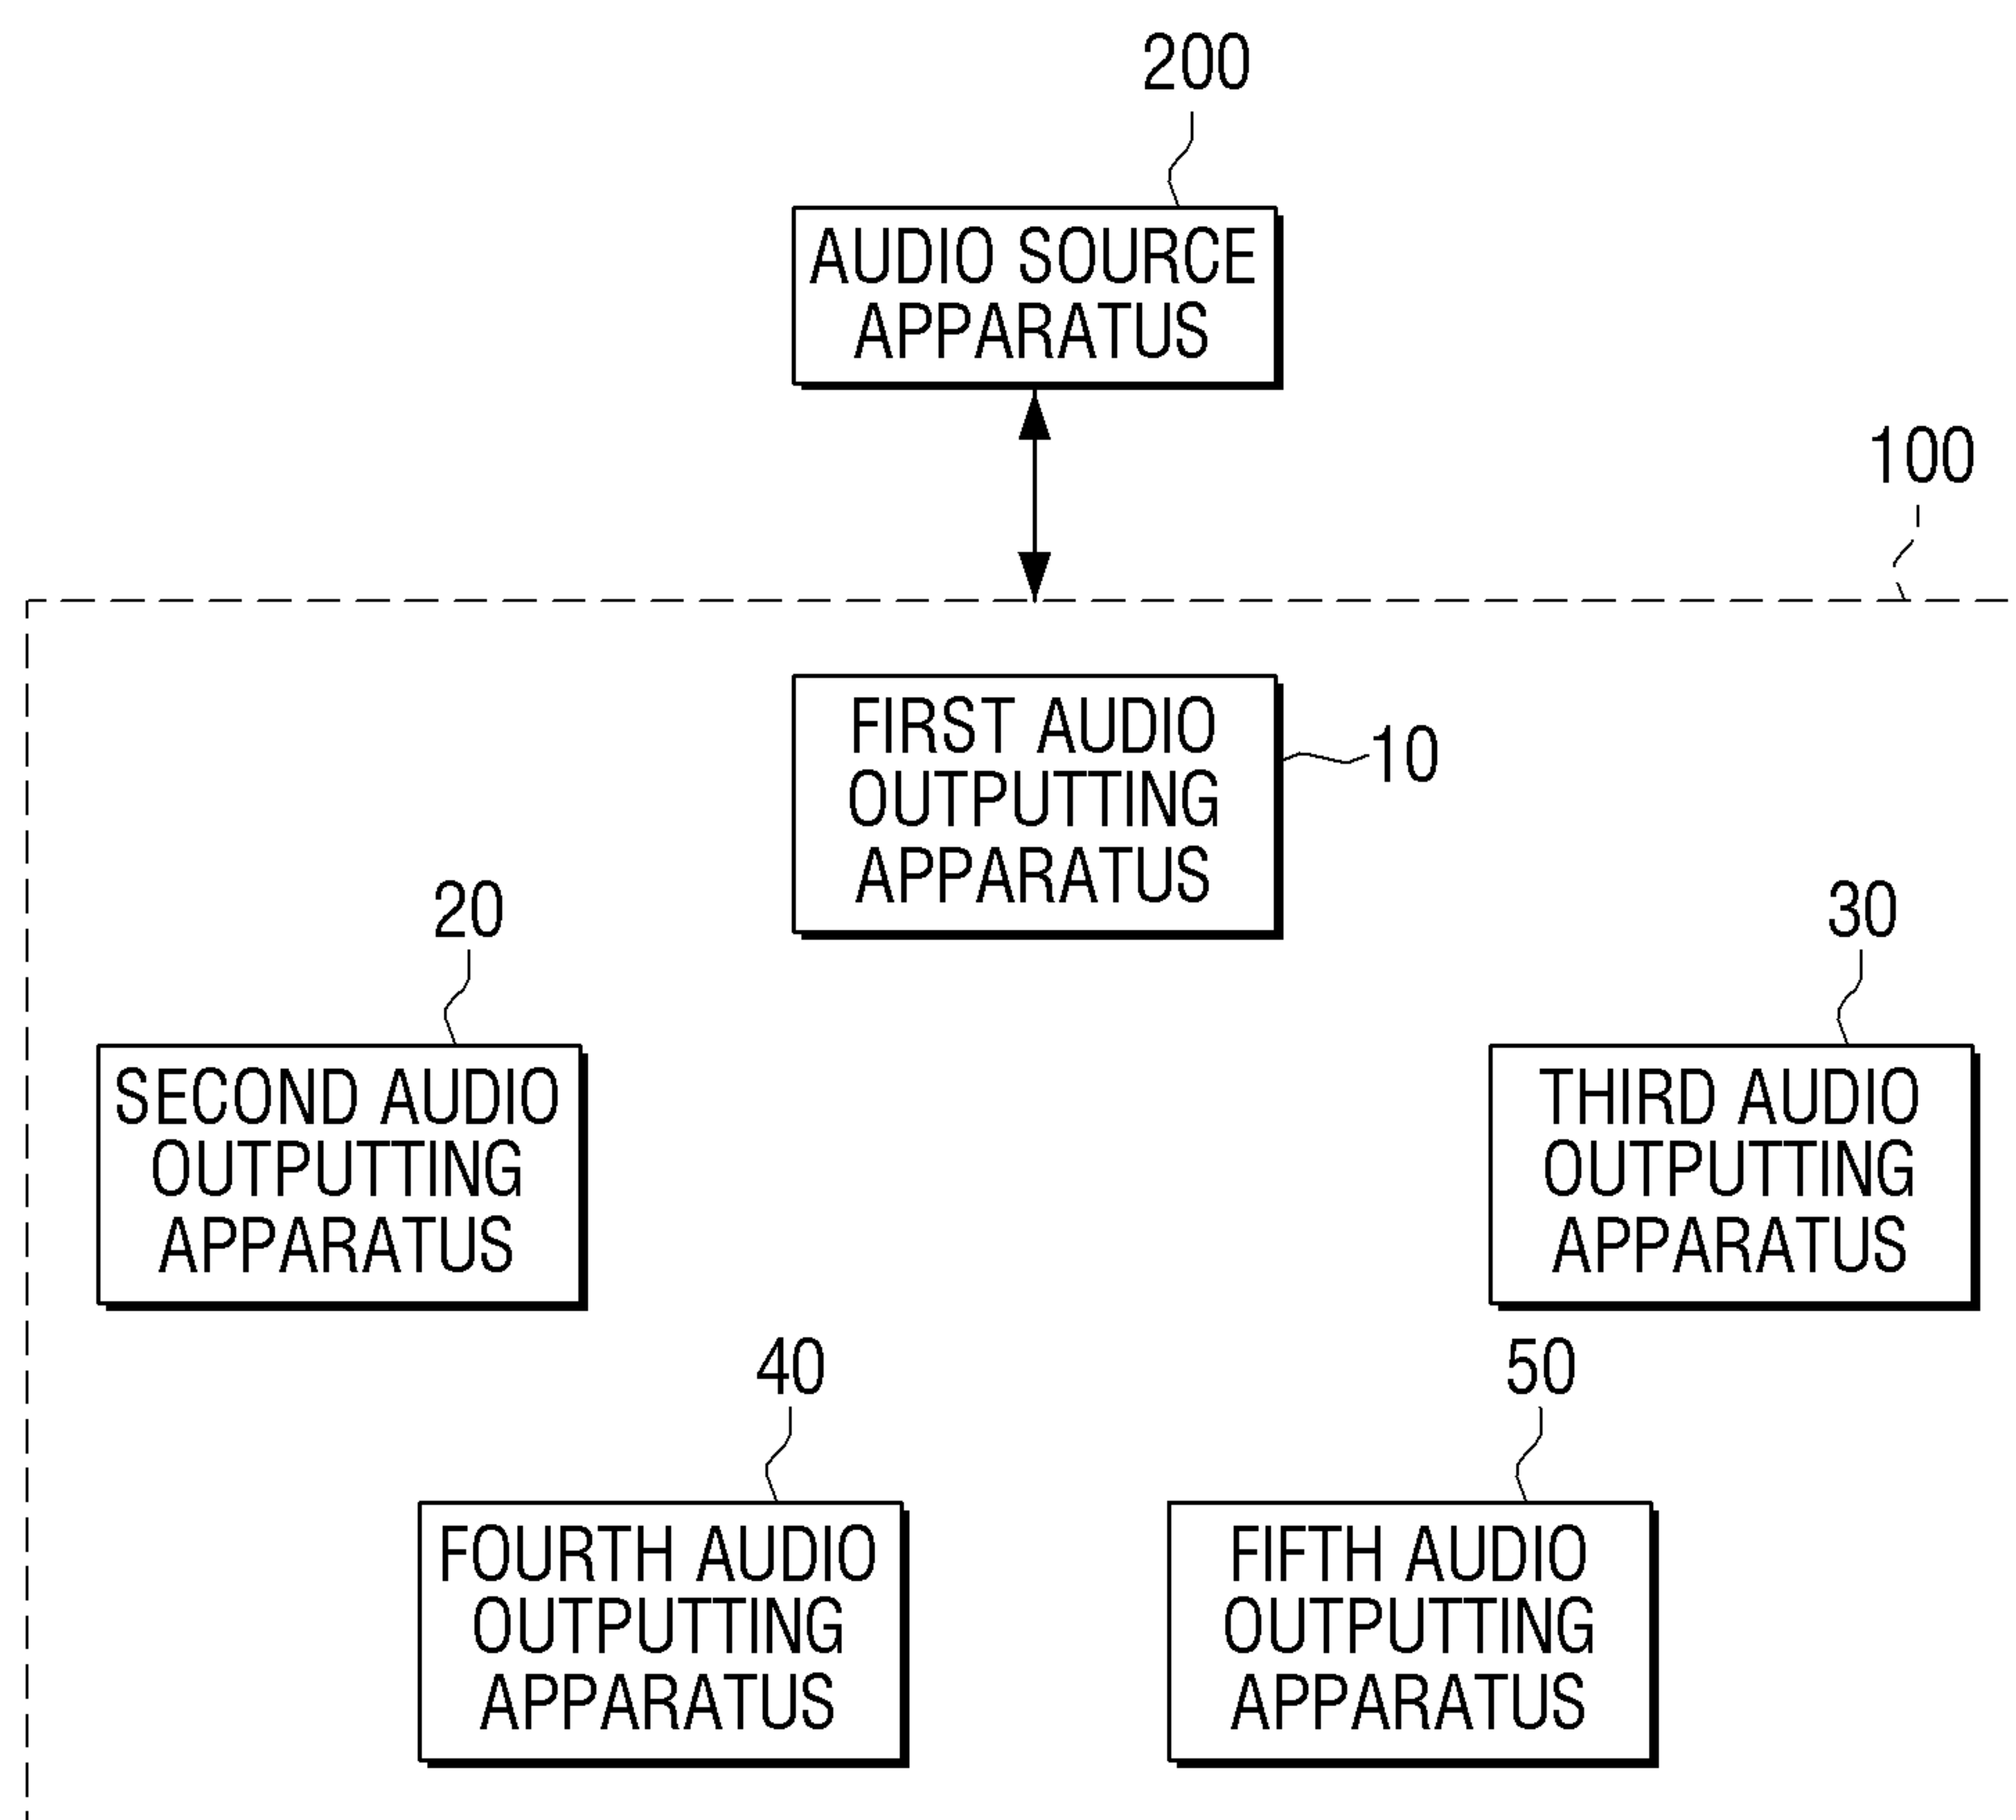 200
AUDIO SOURCE
APPARATUS
100
FIRST AUDIO
OUTPUTTING
APPARATUS
10
20
SECOND AUDIO
OUTPUTTING
APPARATUS
30
THIRD AUDIO
OUTPUTTING
APPARATUS
40
FOURTH AUDIO
OUTPUTTING
APPARATUS
50
FIFTH AUDIO
OUTPUTTING
APPARATUS